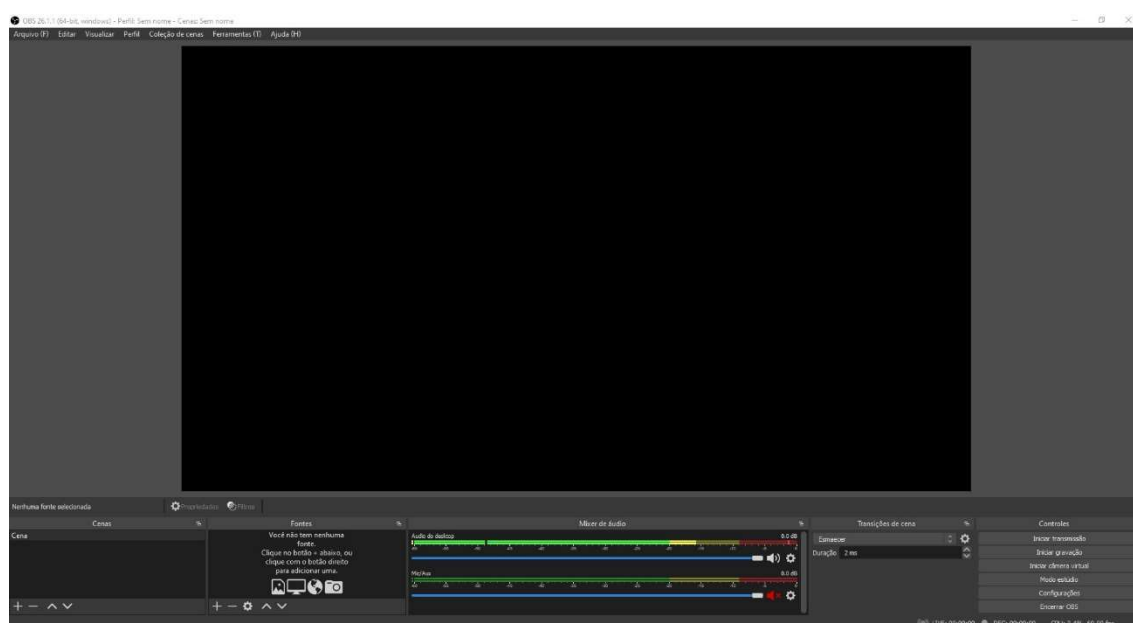 OBS 26.1.1 (64-bit, windows) - Perfil: Sem nome - Cenas: Sem nome
Arquivo (F) Editar Visualizar Perfil Coleção de cenas Ferramentas (T) Ajuda (H)
Nenhuma fonte selecionada Propriedades Filtros
Cenas
Cena
Fontes
Você não tem nenhuma
fonte.
Clique no botão + abaixo, ou
clique com o botão direito
para adicionar uma.
Mixer de áudio
Áudio do desktop 8.0 dB
Mic/Aux 8.0 dB
Transições de cena
Esmaecer
Duração 2 ms
Controles
Iniciar transmissão
Iniciar gravação
Iniciar câmera virtual
Modo estúdio
Configurações
Encerrar OBS